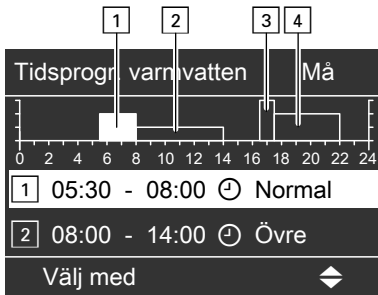 1 2 3 4
Tidsprogr. varmvatten Må
0 2 4 6 8 10 12 14 16 18 20 22 24
1 05:30 - 08:00 Normal
2 08:00 - 14:00 Övre
Välj med